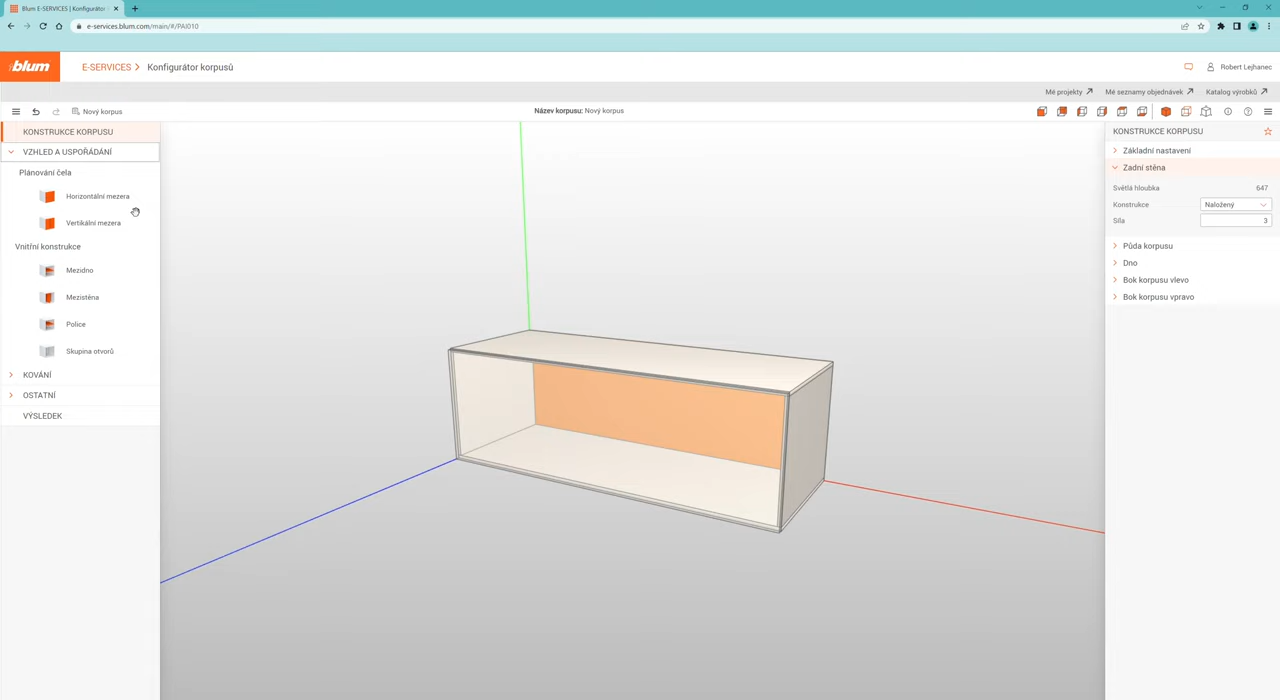 Blum E-SERVICES | Konfigurátor
e-services.blum.com/main/#/PAI010
blum
E-SERVICES
Konfigurátor korpusů
Robert Lejhanec
Mé projekty
Mé seznamy objednávek
Katalog výrobků
Nový korpus
Název korpusu: Nový korpus
KONSTRUKCE KORPUSU
VZHLED A USPOŘÁDÁNÍ
Plánování čela
Horizontální mezera
Vertikální mezera
Vnitřní konstrukce
Mezidno
Mezistěna
Police
Skupina otvorů
KOVÁNÍ
OSTATNÍ
VÝSLEDEK
KONSTRUKCE KORPUSU
Základní nastavení
Zadní stěna
Světlá hloubka 647
Konstrukce Naložený
Síla 3
Půda korpusu
Dno
Bok korpusu vlevo
Bok korpusu vpravo